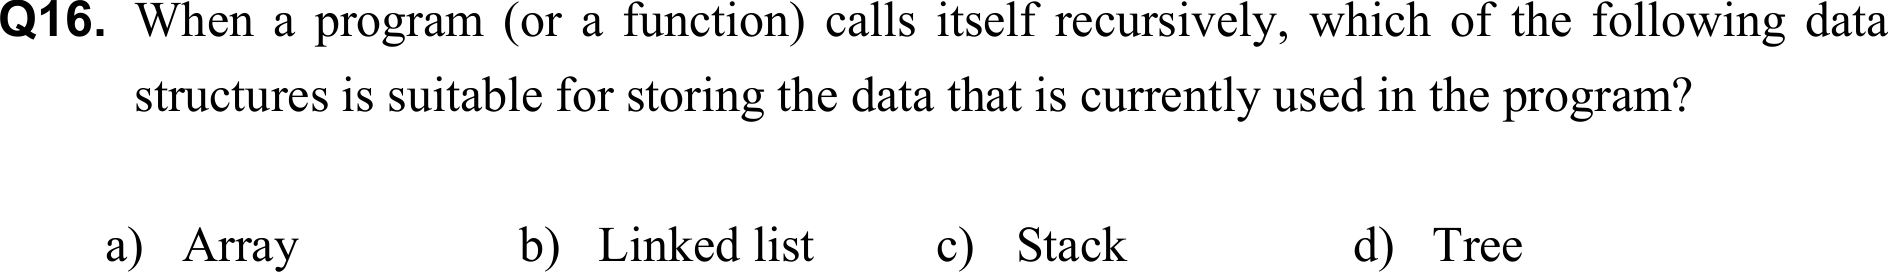 Q16. When a program (or a function) calls itself recursively, which of the following data
structures is suitable for storing the data that is currently used in the program?
a) Array b) Linked list c) Stack d) Tree